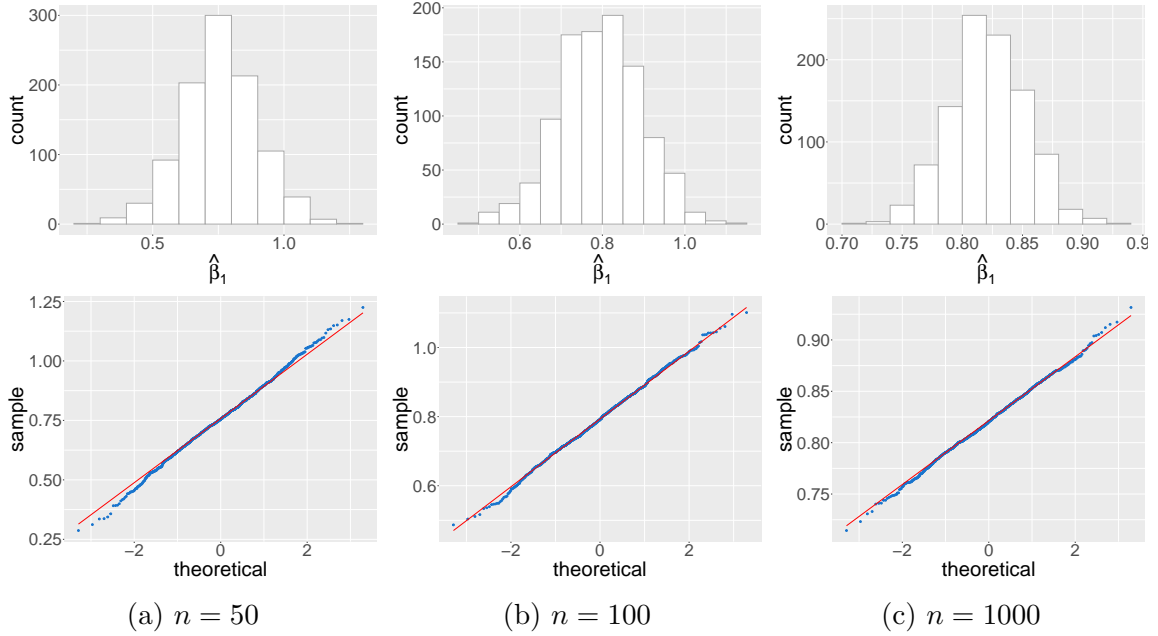 300
200
100
0
count
0.5 1.0
β̂₁
200
150
100
50
0
count
0.6 0.8 1.0
β̂₁
200
100
0
count
0.70 0.75 0.80 0.85 0.90 0.9
β̂₁
1.25
1.00
0.75
0.50
0.25
sample
−2 0 2
theoretical
1.0
0.8
0.6
sample
−2 0 2
theoretical
0.90
0.85
0.80
0.75
sample
−2 0 2
theoretical
(a) n = 50
(b) n = 100
(c) n = 1000